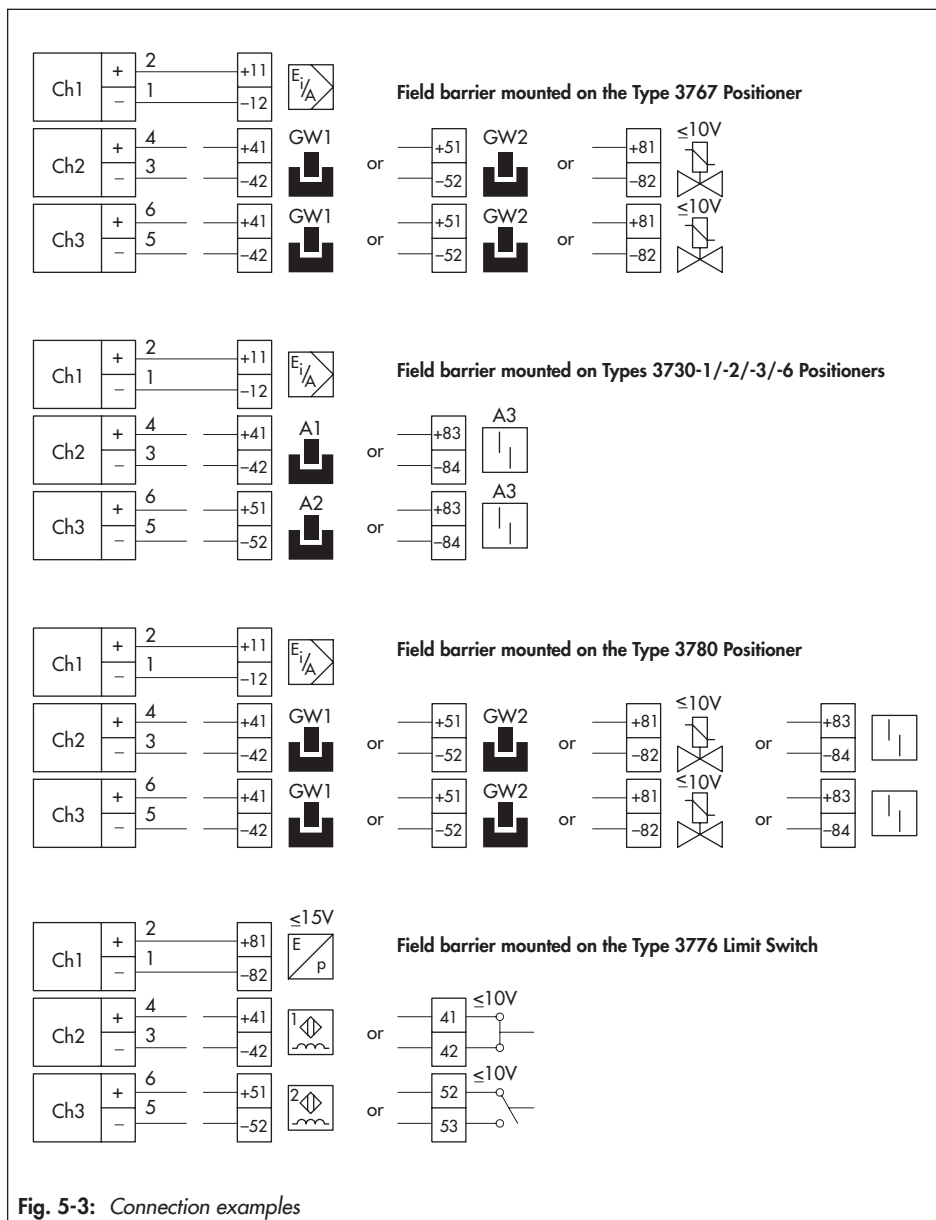 Ch1 + 2 +11 Ei/A Field barrier mounted on the Type 3767 Positioner
− 1 −12
Ch2 + 4 +41 GW1 or +51 GW2 or +81 ≤10V
− 3 −42 −52 −82
Ch3 + 6 +41 GW1 or +51 GW2 or +81 ≤10V
− 5 −42 −52 −82
Ch1 + 2 +11 Ei/A Field barrier mounted on Types 3730-1/-2/-3/-6 Positioners
− 1 −12
Ch2 + 4 +41 A1 or +83 A3
− 3 −42 −84
Ch3 + 6 +51 A2 or +83 A3
− 5 −52 −84
Ch1 + 2 +11 Ei/A Field barrier mounted on the Type 3780 Positioner
− 1 −12
Ch2 + 4 +41 GW1 or +51 GW2 or +81 ≤10V or +83
− 3 −42 −52 −82 −84
Ch3 + 6 +41 GW1 or +51 GW2 or +81 ≤10V or +83
− 5 −42 −52 −82 −84
Ch1 + 2 +81 ≤15V E/p Field barrier mounted on the Type 3776 Limit Switch
− 1 −82
Ch2 + 4 +41 1 or 41 ≤10V
− 3 −42 42
Ch3 + 6 +51 2 or 52 ≤10V
− 5 −52 53
Fig. 5-3: Connection examples